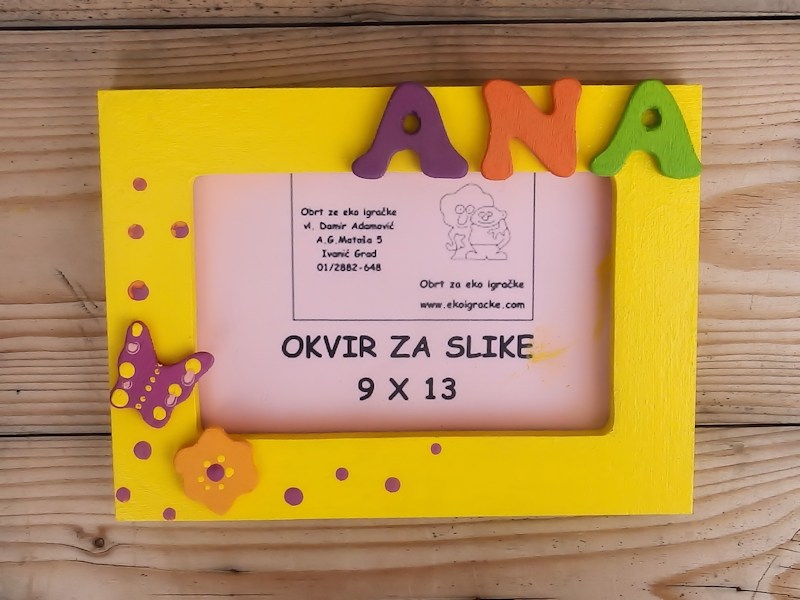 ANA
Obrt ze eko igračke
vl. Damir Adamović
A.G.Matoša 5
Ivanić Grad
01/2882-648
Obrt za eko igračke
www.ekoigracke.com
OKVIR ZA SLIKE
9 X 13